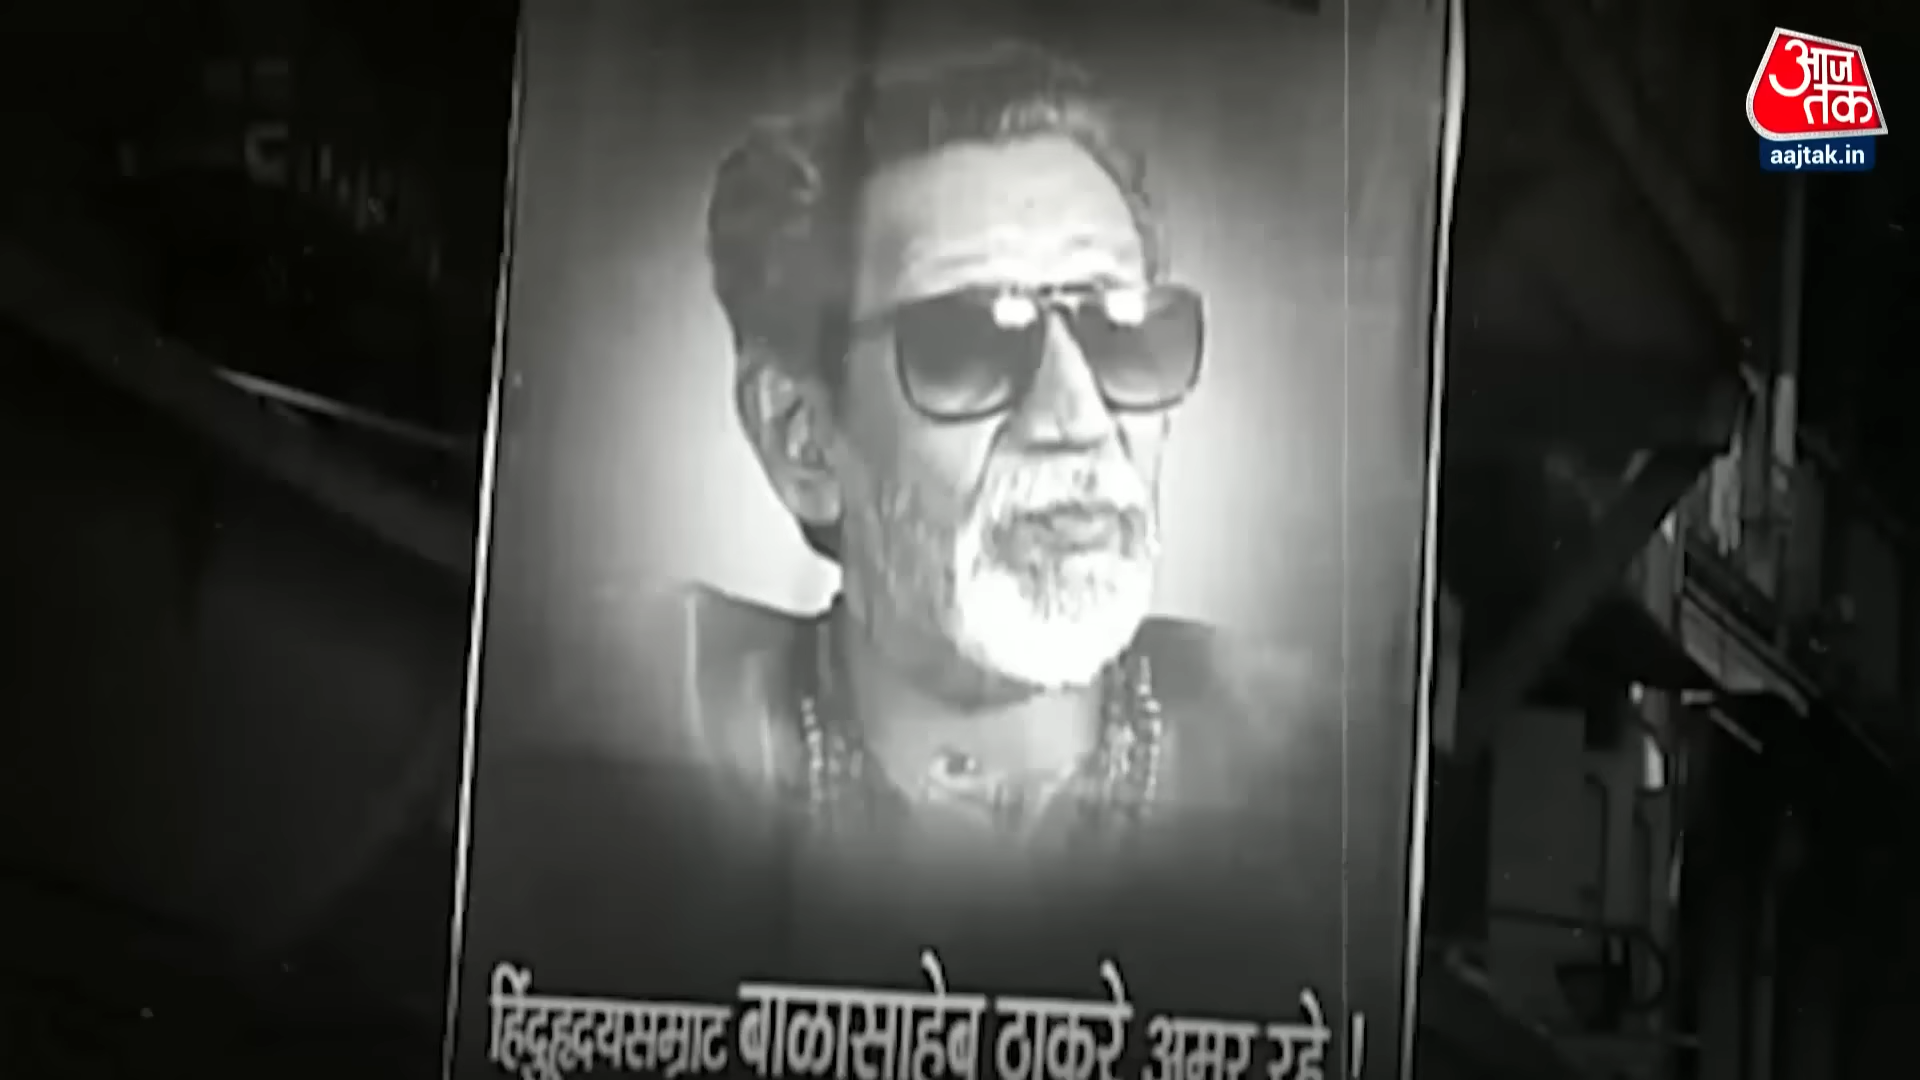 आज
तक
aajtak.in
हिंदुहृदयसम्राट बाळासाहेब ठाकरे अमर रहे !